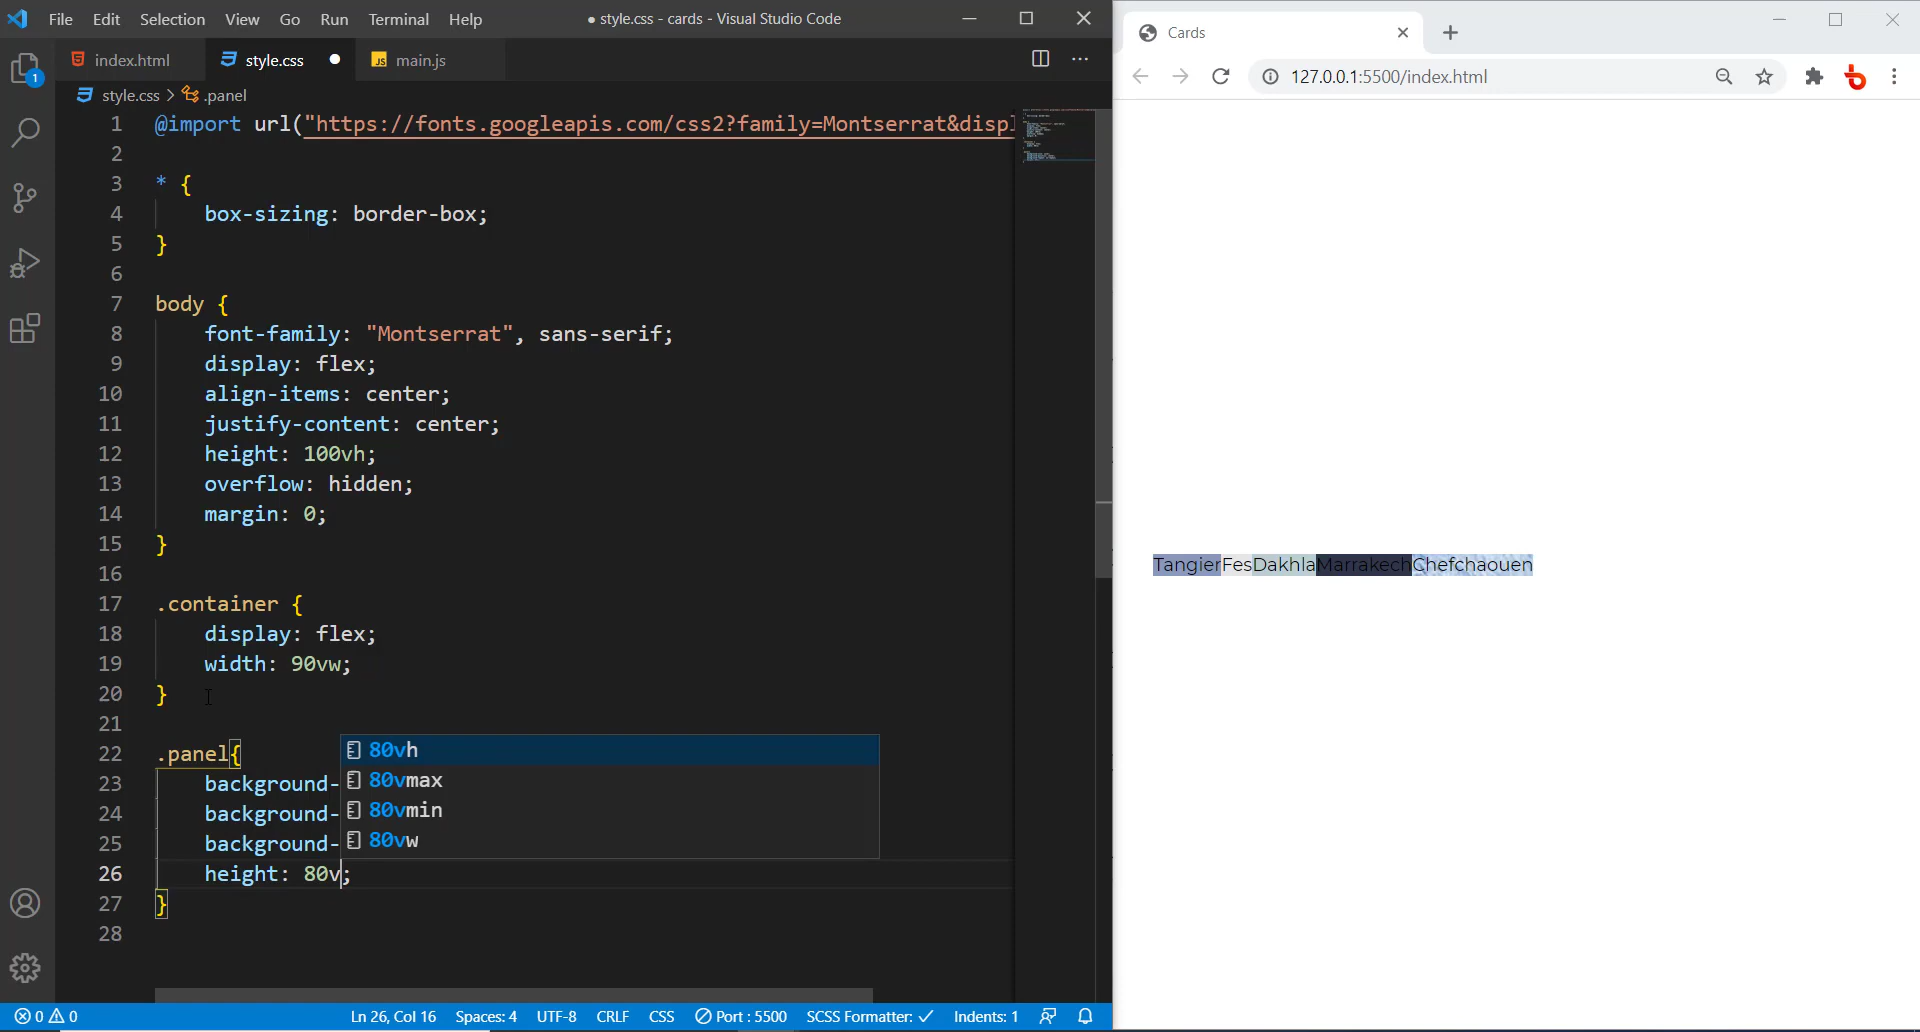 File Edit Selection View Go Run Terminal Help ● style.css - cards - Visual Studio Code
index.html style.css ● JS main.js
style.css > .panel
1 @import url("https://fonts.googleapis.com/css2?family=Montserrat&displ
2
3 * {
4 box-sizing: border-box;
5 }
6
7 body {
8 font-family: "Montserrat", sans-serif;
9 display: flex;
10 align-items: center;
11 justify-content: center;
12 height: 100vh;
13 overflow: hidden;
14 margin: 0;
15 }
16
17 .container {
18 display: flex;
19 width: 90vw;
20 }
21
22 .panel{
23 background-
24 background-
25 background-
26 height: 80v;
27 }
28
80vh
80vmax
80vmin
80vw
1
0 0 Ln 26, Col 16 Spaces: 4 UTF-8 CRLF CSS Port : 5500 SCSS Formatter: ✓ Indents: 1
Cards
127.0.0.1:5500/index.html
TangierFesDakhlaMarrakechChefchaouen